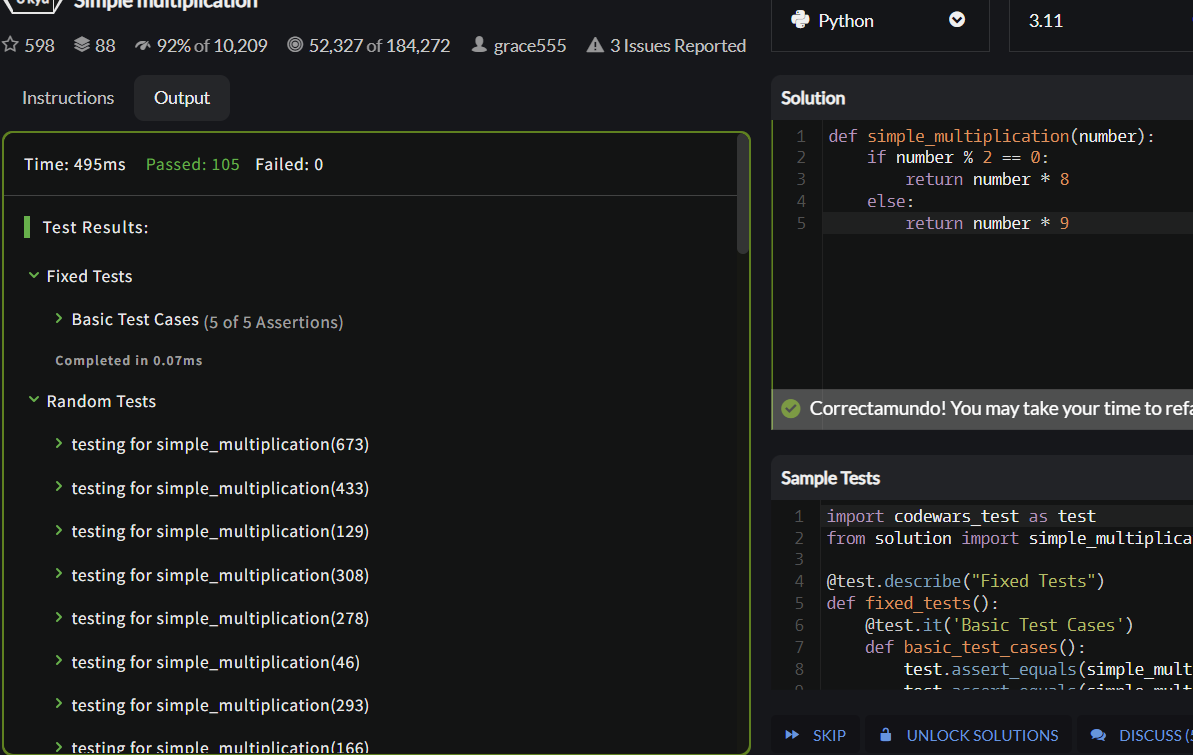 Simple multiplication
598 88 92% of 10,209 52,327 of 184,272 grace555 3 Issues Reported
Instructions Output
Time: 495ms Passed: 105 Failed: 0
Test Results:
Fixed Tests
Basic Test Cases (5 of 5 Assertions)
Completed in 0.07ms
Random Tests
testing for simple_multiplication(673)
testing for simple_multiplication(433)
testing for simple_multiplication(129)
testing for simple_multiplication(308)
testing for simple_multiplication(278)
testing for simple_multiplication(46)
testing for simple_multiplication(293)
testing for simple_multiplication(166)
Python 3.11
Solution
1 def simple_multiplication(number):
2     if number % 2 == 0:
3         return number * 8
4     else:
5         return number * 9
Correctamundo! You may take your time to refa
Sample Tests
1 import codewars_test as test
2 from solution import simple_multiplica
3
4 @test.describe("Fixed Tests")
5 def fixed_tests():
6     @test.it('Basic Test Cases')
7     def basic_test_cases():
8         test.assert_equals(simple_mult
9         test.assert_equals(simple_mult
SKIP UNLOCK SOLUTIONS DISCUSS (